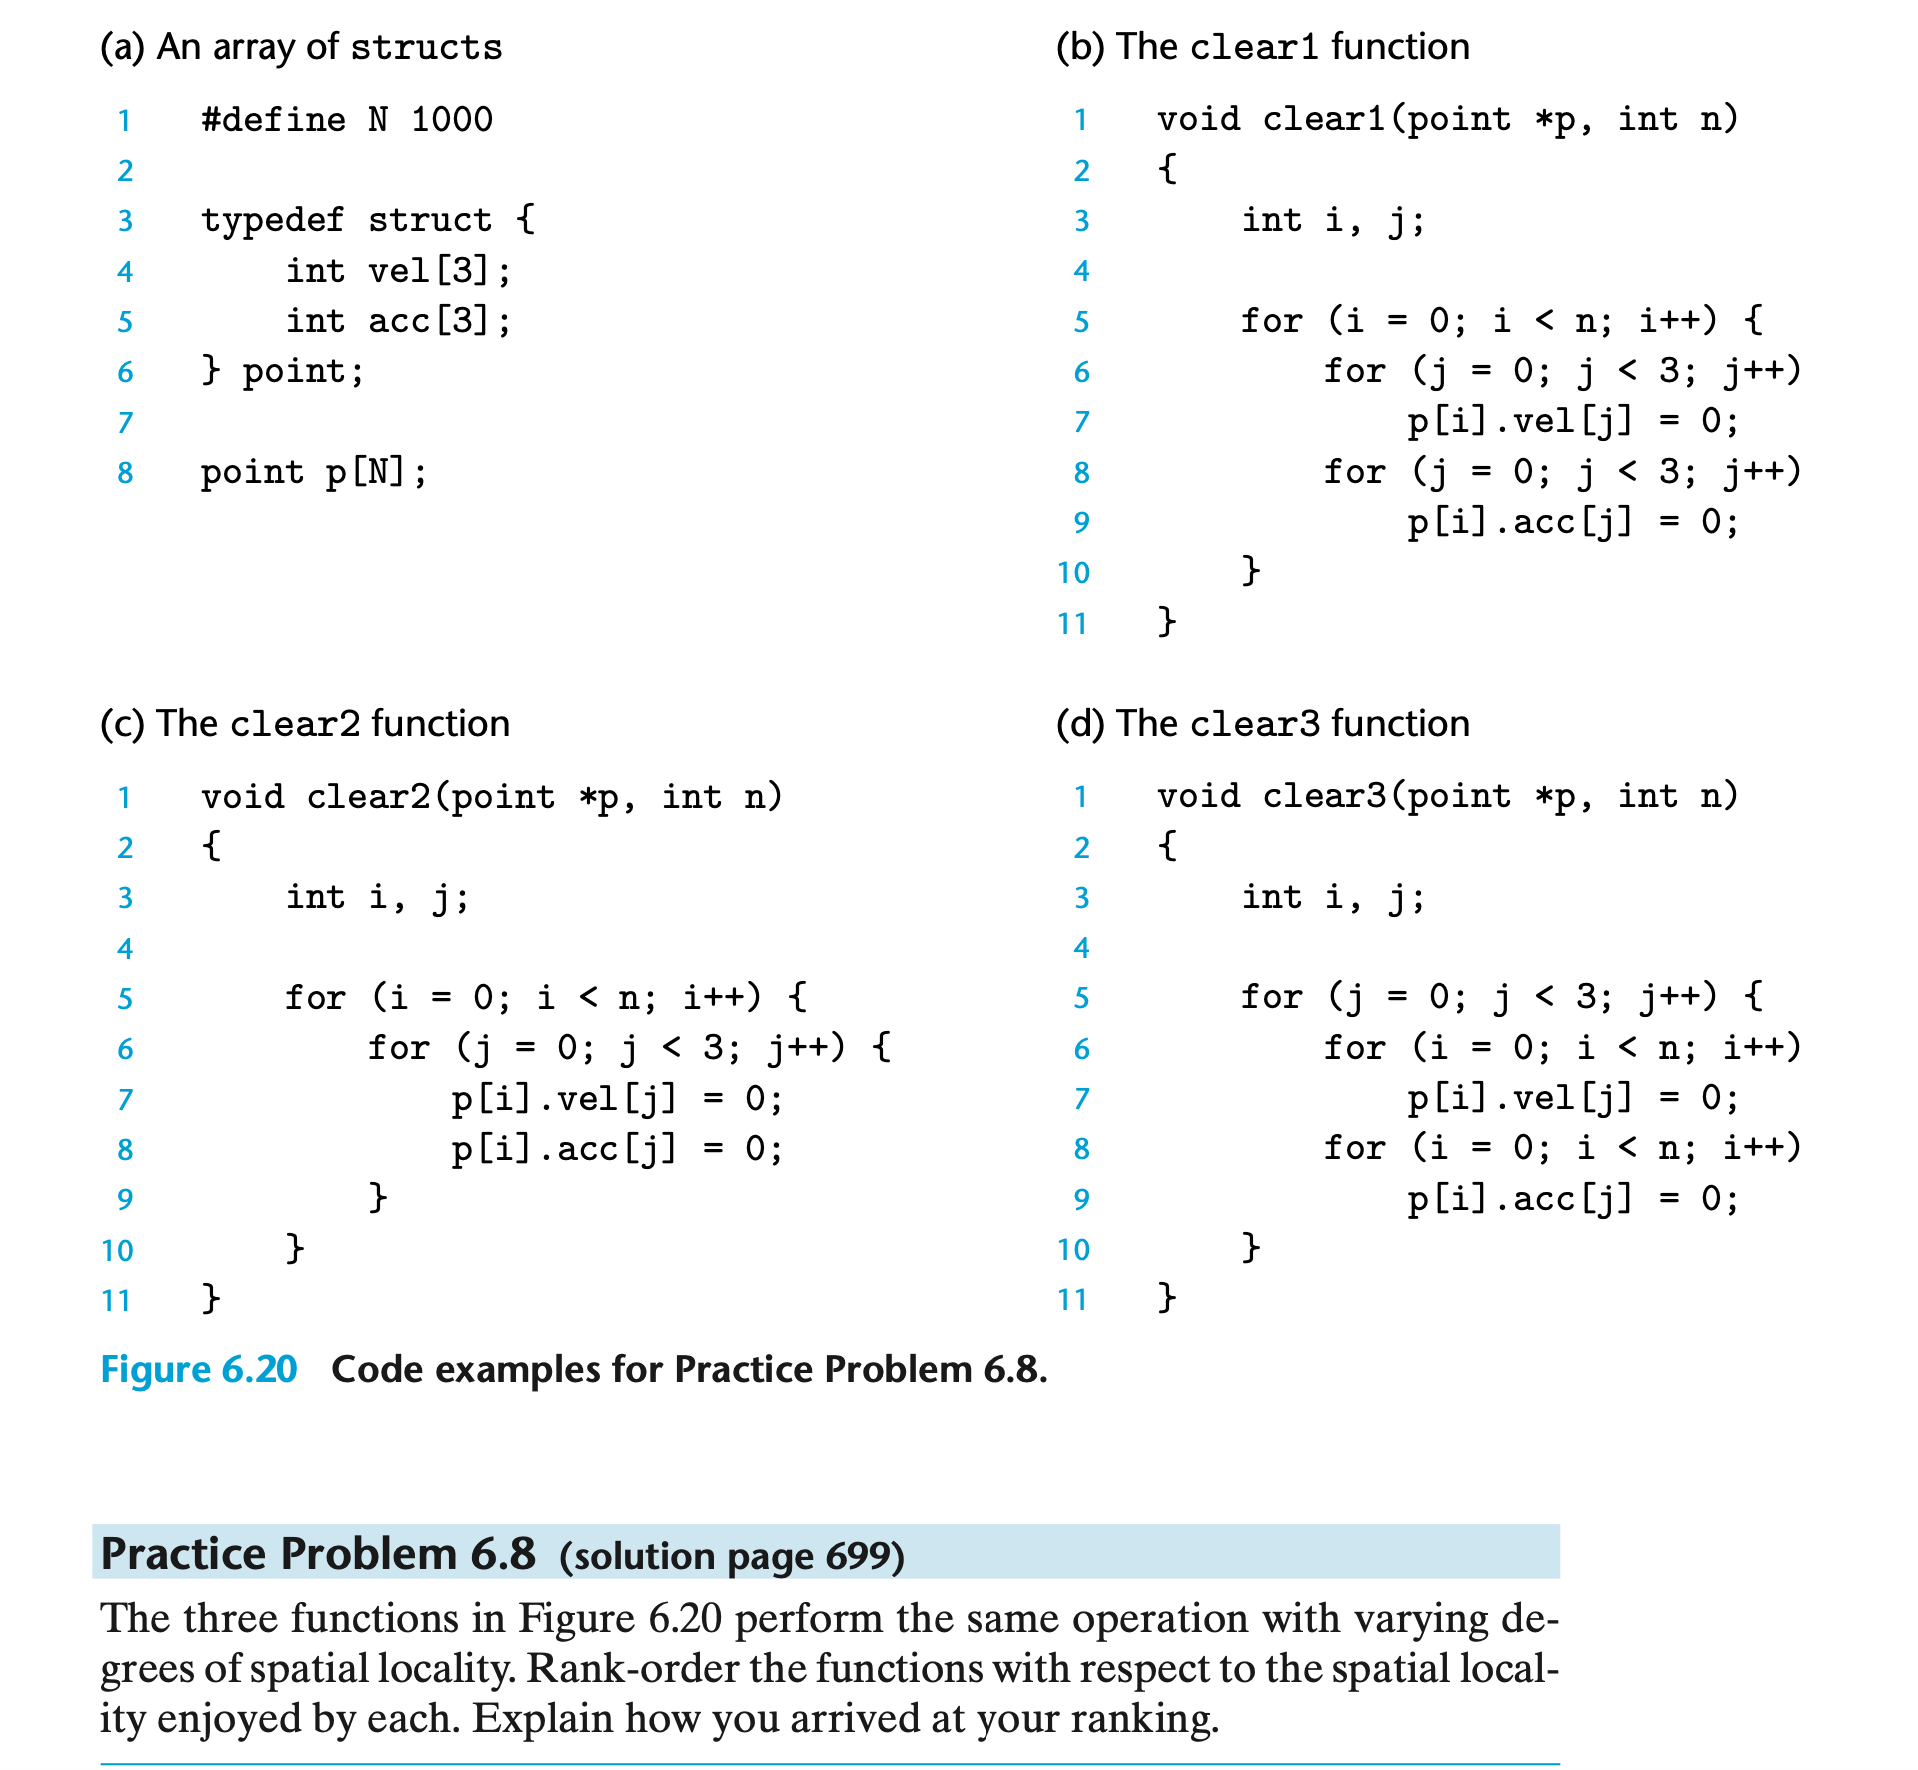 (a) An array of structs
1 #define N 1000
2
3 typedef struct {
4     int vel[3];
5     int acc[3];
6 } point;
7
8 point p[N];
(b) The clear1 function
1 void clear1(point *p, int n)
2 {
3     int i, j;
4
5     for (i = 0; i < n; i++) {
6         for (j = 0; j < 3; j++)
7             p[i].vel[j] = 0;
8         for (j = 0; j < 3; j++)
9             p[i].acc[j] = 0;
10     }
11 }
(c) The clear2 function
1 void clear2(point *p, int n)
2 {
3     int i, j;
4
5     for (i = 0; i < n; i++) {
6         for (j = 0; j < 3; j++) {
7             p[i].vel[j] = 0;
8             p[i].acc[j] = 0;
9         }
10     }
11 }
(d) The clear3 function
1 void clear3(point *p, int n)
2 {
3     int i, j;
4
5     for (j = 0; j < 3; j++) {
6         for (i = 0; i < n; i++)
7             p[i].vel[j] = 0;
8         for (i = 0; i < n; i++)
9             p[i].acc[j] = 0;
10     }
11 }
Figure 6.20 Code examples for Practice Problem 6.8.
Practice Problem 6.8 (solution page 699)
The three functions in Figure 6.20 perform the same operation with varying de-
grees of spatial locality. Rank-order the functions with respect to the spatial local-
ity enjoyed by each. Explain how you arrived at your ranking.